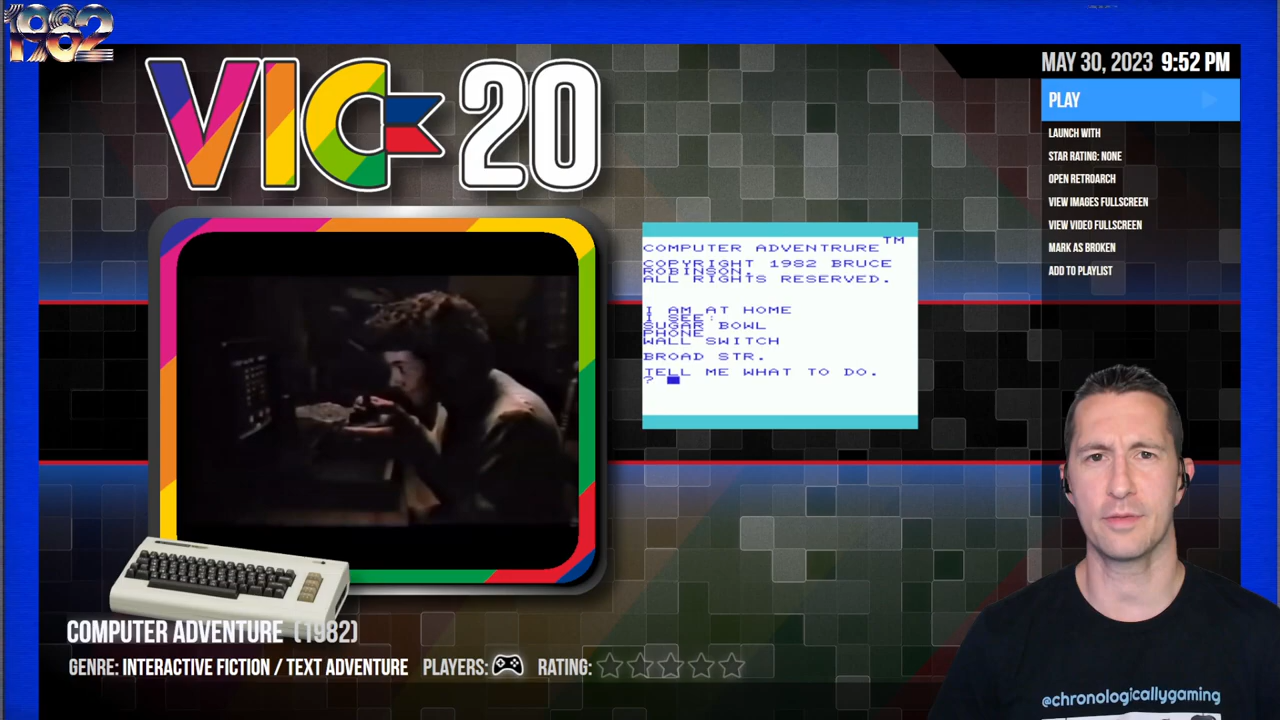 1982
1982
VIC 20
MAY 30, 2023 9:52 PM
PLAY
LAUNCH WITH
STAR RATING: NONE
OPEN RETROARCH
VIEW IMAGES FULLSCREEN
VIEW VIDEO FULLSCREEN
MARK AS BROKEN
ADD TO PLAYLIST
COMPUTER ADVENTRURE™
COPYRIGHT 1982 BRUCE
ROBINSON.
ALL RIGHTS RESERVED.
I AM AT HOME
I SEE:
SUGAR BOWL
PHONE
WALL SWITCH
BROAD STR.
TELL ME WHAT TO DO.
?
COMPUTER ADVENTURE (1982)
GENRE: INTERACTIVE FICTION / TEXT ADVENTURE PLAYERS: RATING:
@chronologicallygaming